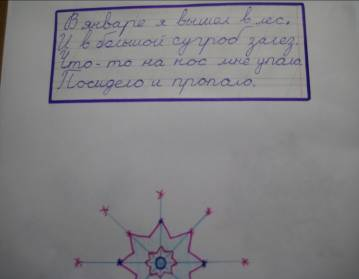 В январе я вышел в лес.
И в большой сугроб залез.
Что-то на нос мне упало
Посидело и пропало.